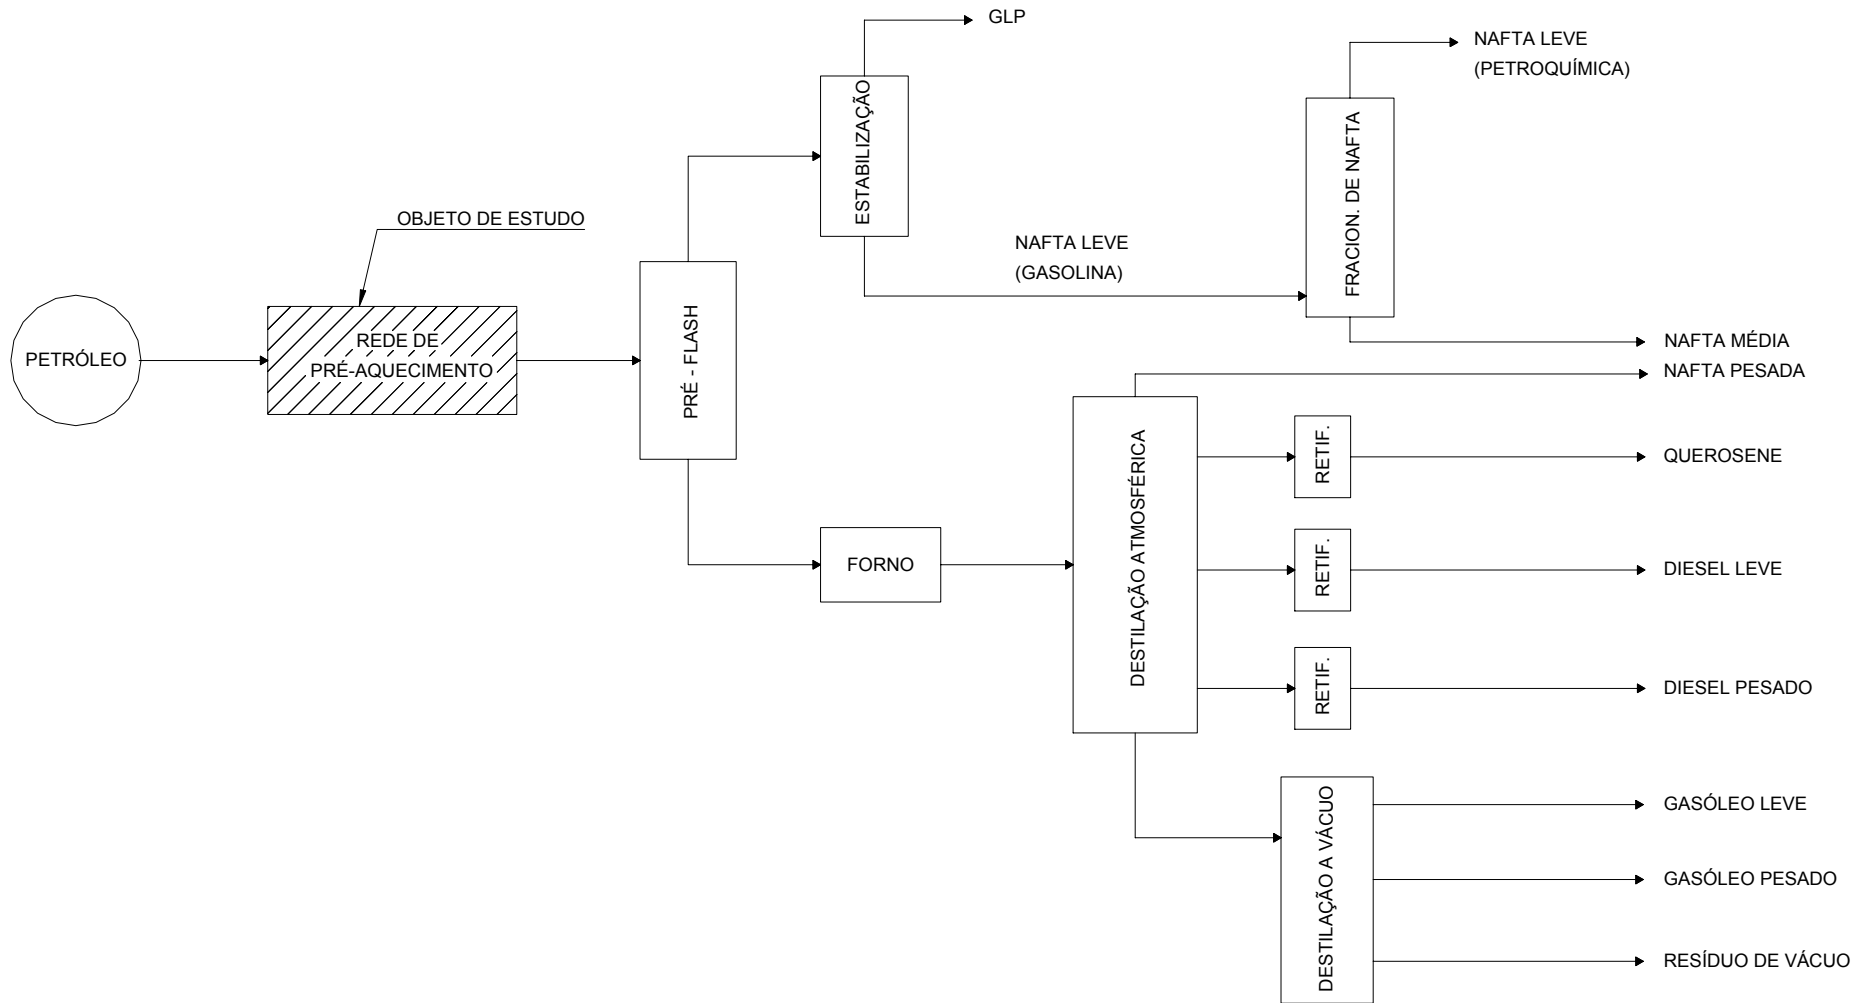 GLP
NAFTA LEVE
(PETROQUÍMICA)
ESTABILIZAÇÃO
FRACION. DE NAFTA
OBJETO DE ESTUDO
NAFTA LEVE
(GASOLINA)
PETRÓLEO
REDE DE
PRÉ-AQUECIMENTO
PRÉ - FLASH
NAFTA MÉDIA
NAFTA PESADA
DESTILAÇÃO ATMOSFÉRICA
RETIF.
QUEROSENE
FORNO
RETIF.
DIESEL LEVE
RETIF.
DIESEL PESADO
DESTILAÇÃO A VÁCUO
GASÓLEO LEVE
GASÓLEO PESADO
RESÍDUO DE VÁCUO